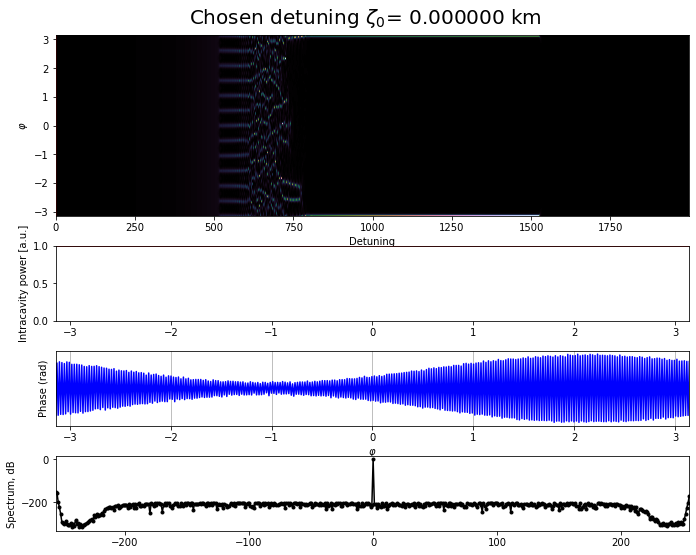 Chosen detuning ζ₀= 0.000000 km
3
2
1
0
−1
−2
−3
φ
0 250 500 750 1000 1250 1500 1750
Detuning
Intracavity power [a.u.]
1.0
0.5
0.0
−3 −2 −1 0 1 2 3
Phase (rad)
−3 −2 −1 0 1 2 3
φ
Spectrum, dB
0
−200
−200 −100 0 100 200